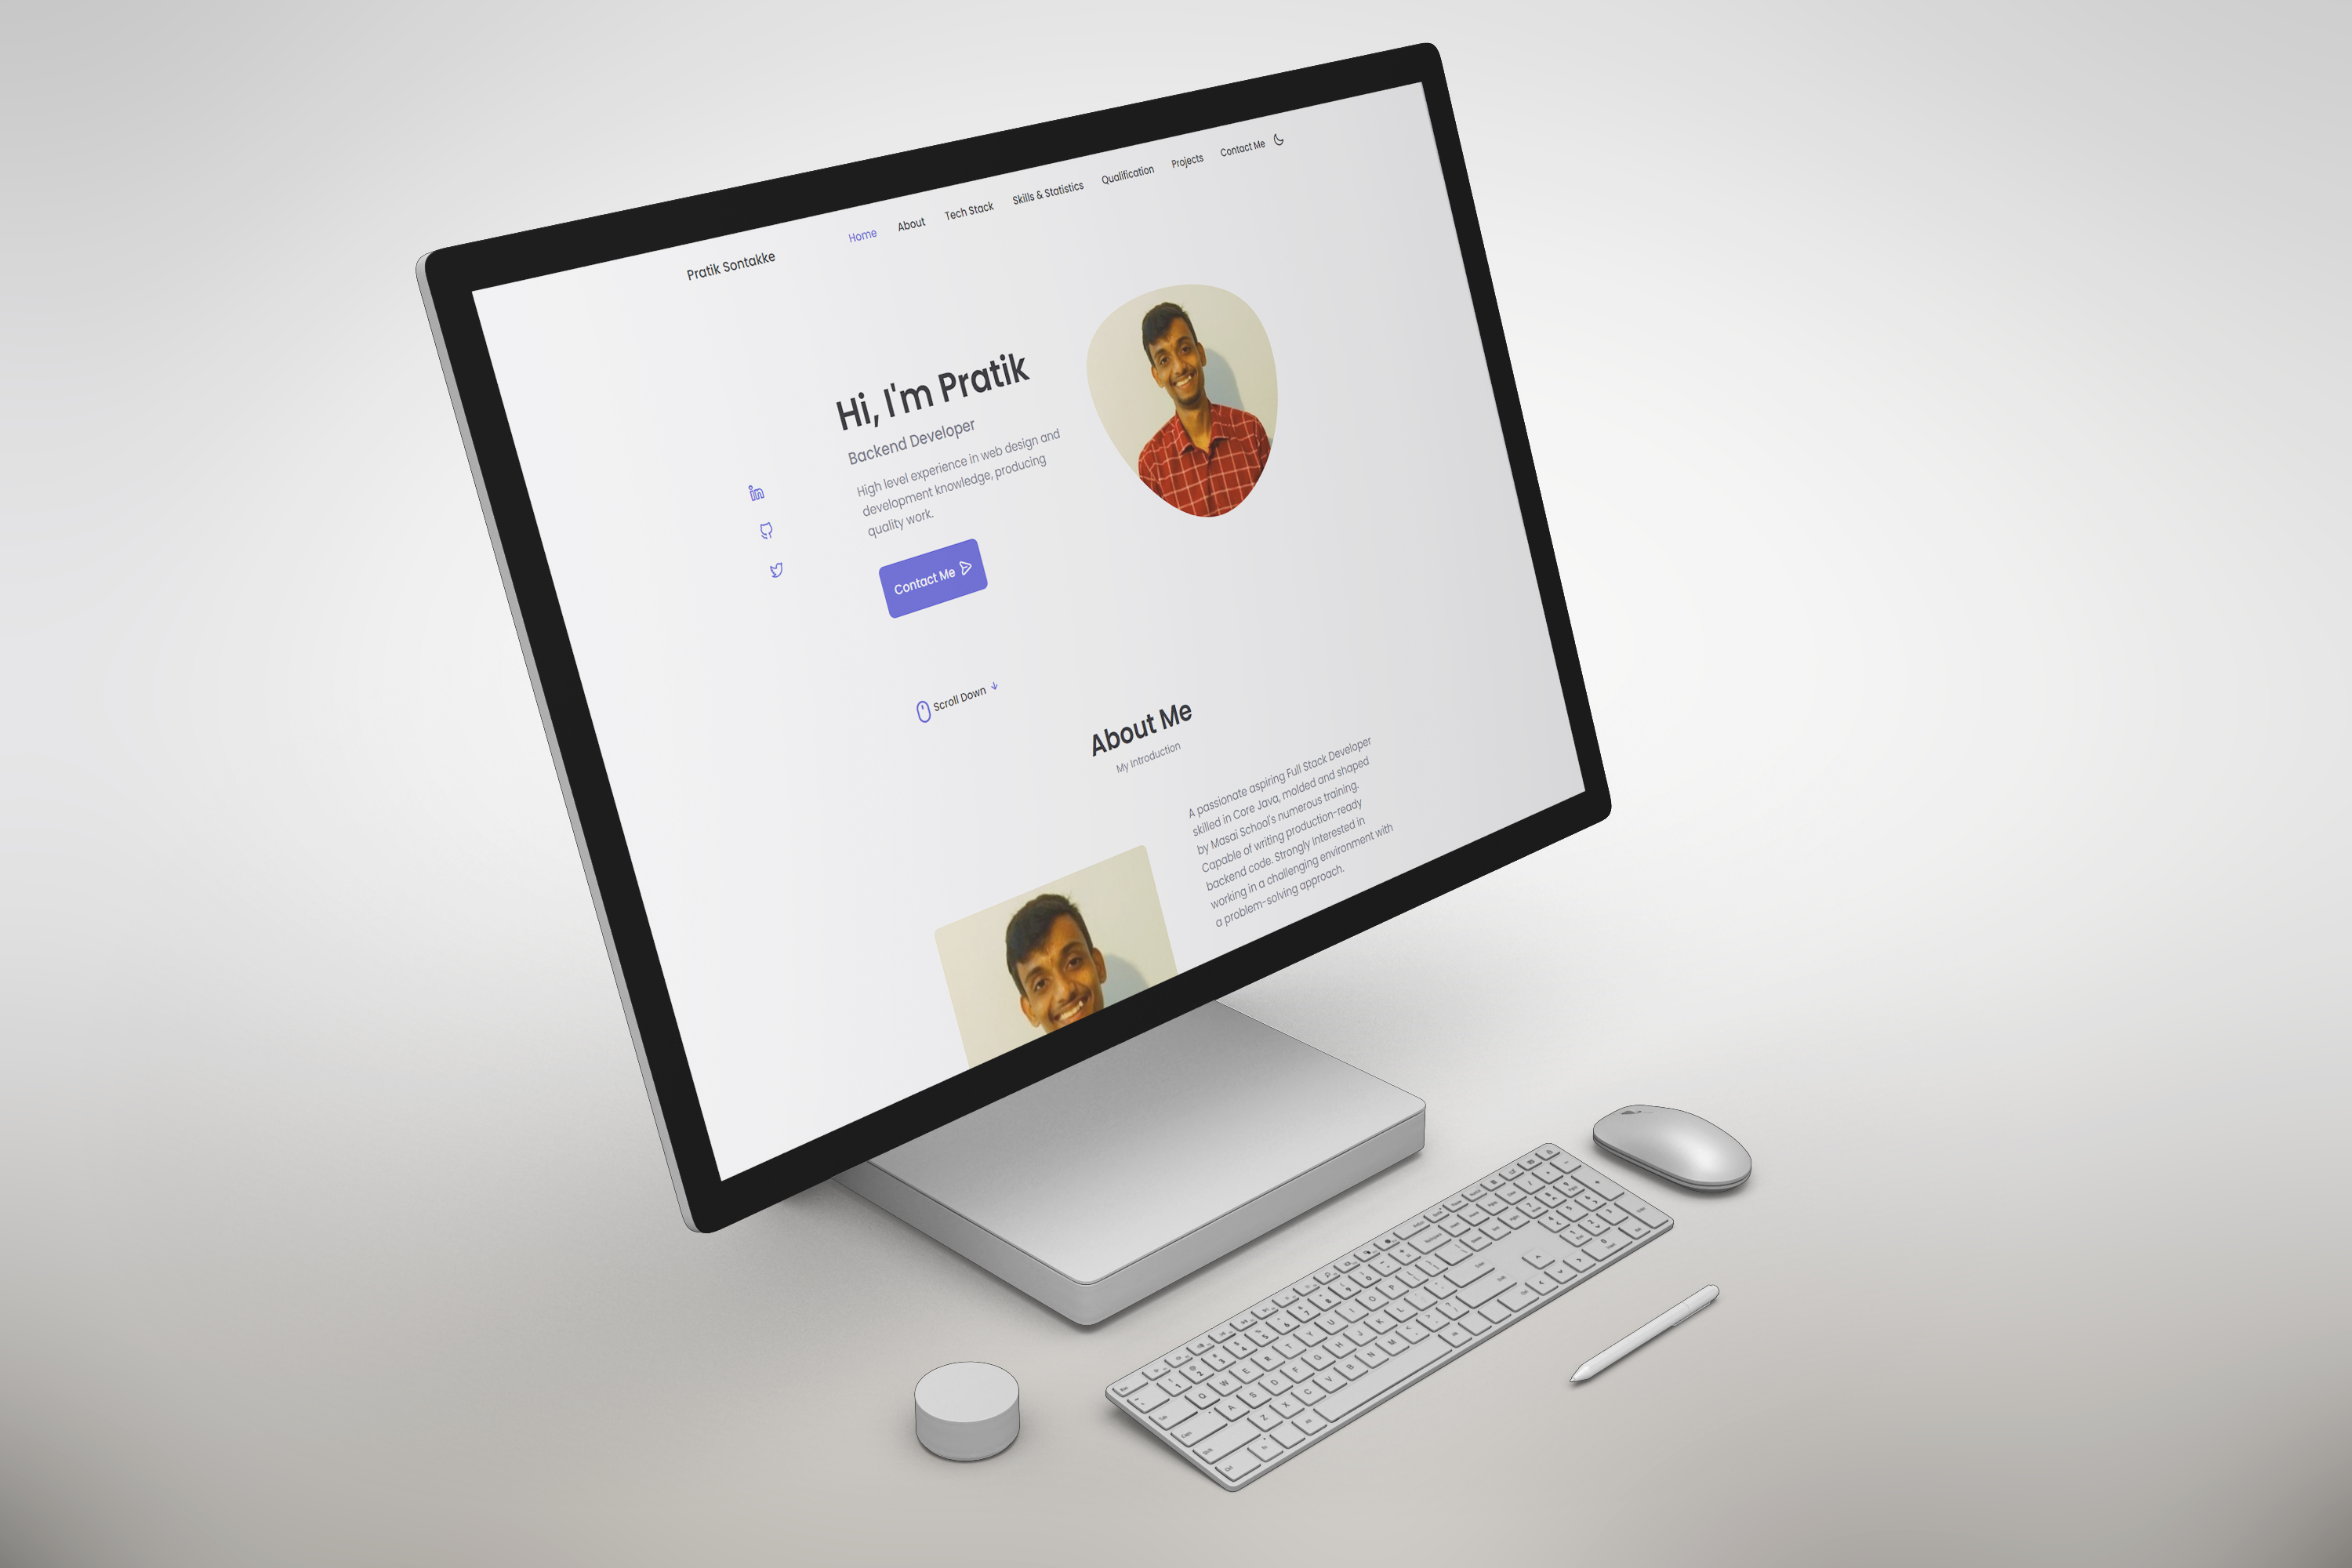 Pratik Sontakke
Home
About
Tech Stack
Skills & Statistics
Qualification
Projects
Contact Me
Hi, I'm Pratik
Backend Developer
High level experience in web design and
development knowledge, producing
quality work.
Contact Me
Scroll Down
About Me
My Introduction
A passionate aspiring Full Stack Developer
skilled in Core Java, molded and shaped
by Masai School's numerous training.
Capable of writing production-ready
backend code. Strongly Interested in
working in a challenging environment with
a problem-solving approach.
Q W E R T Y U I O P
A S D F G H J K L
Z X C V B N M